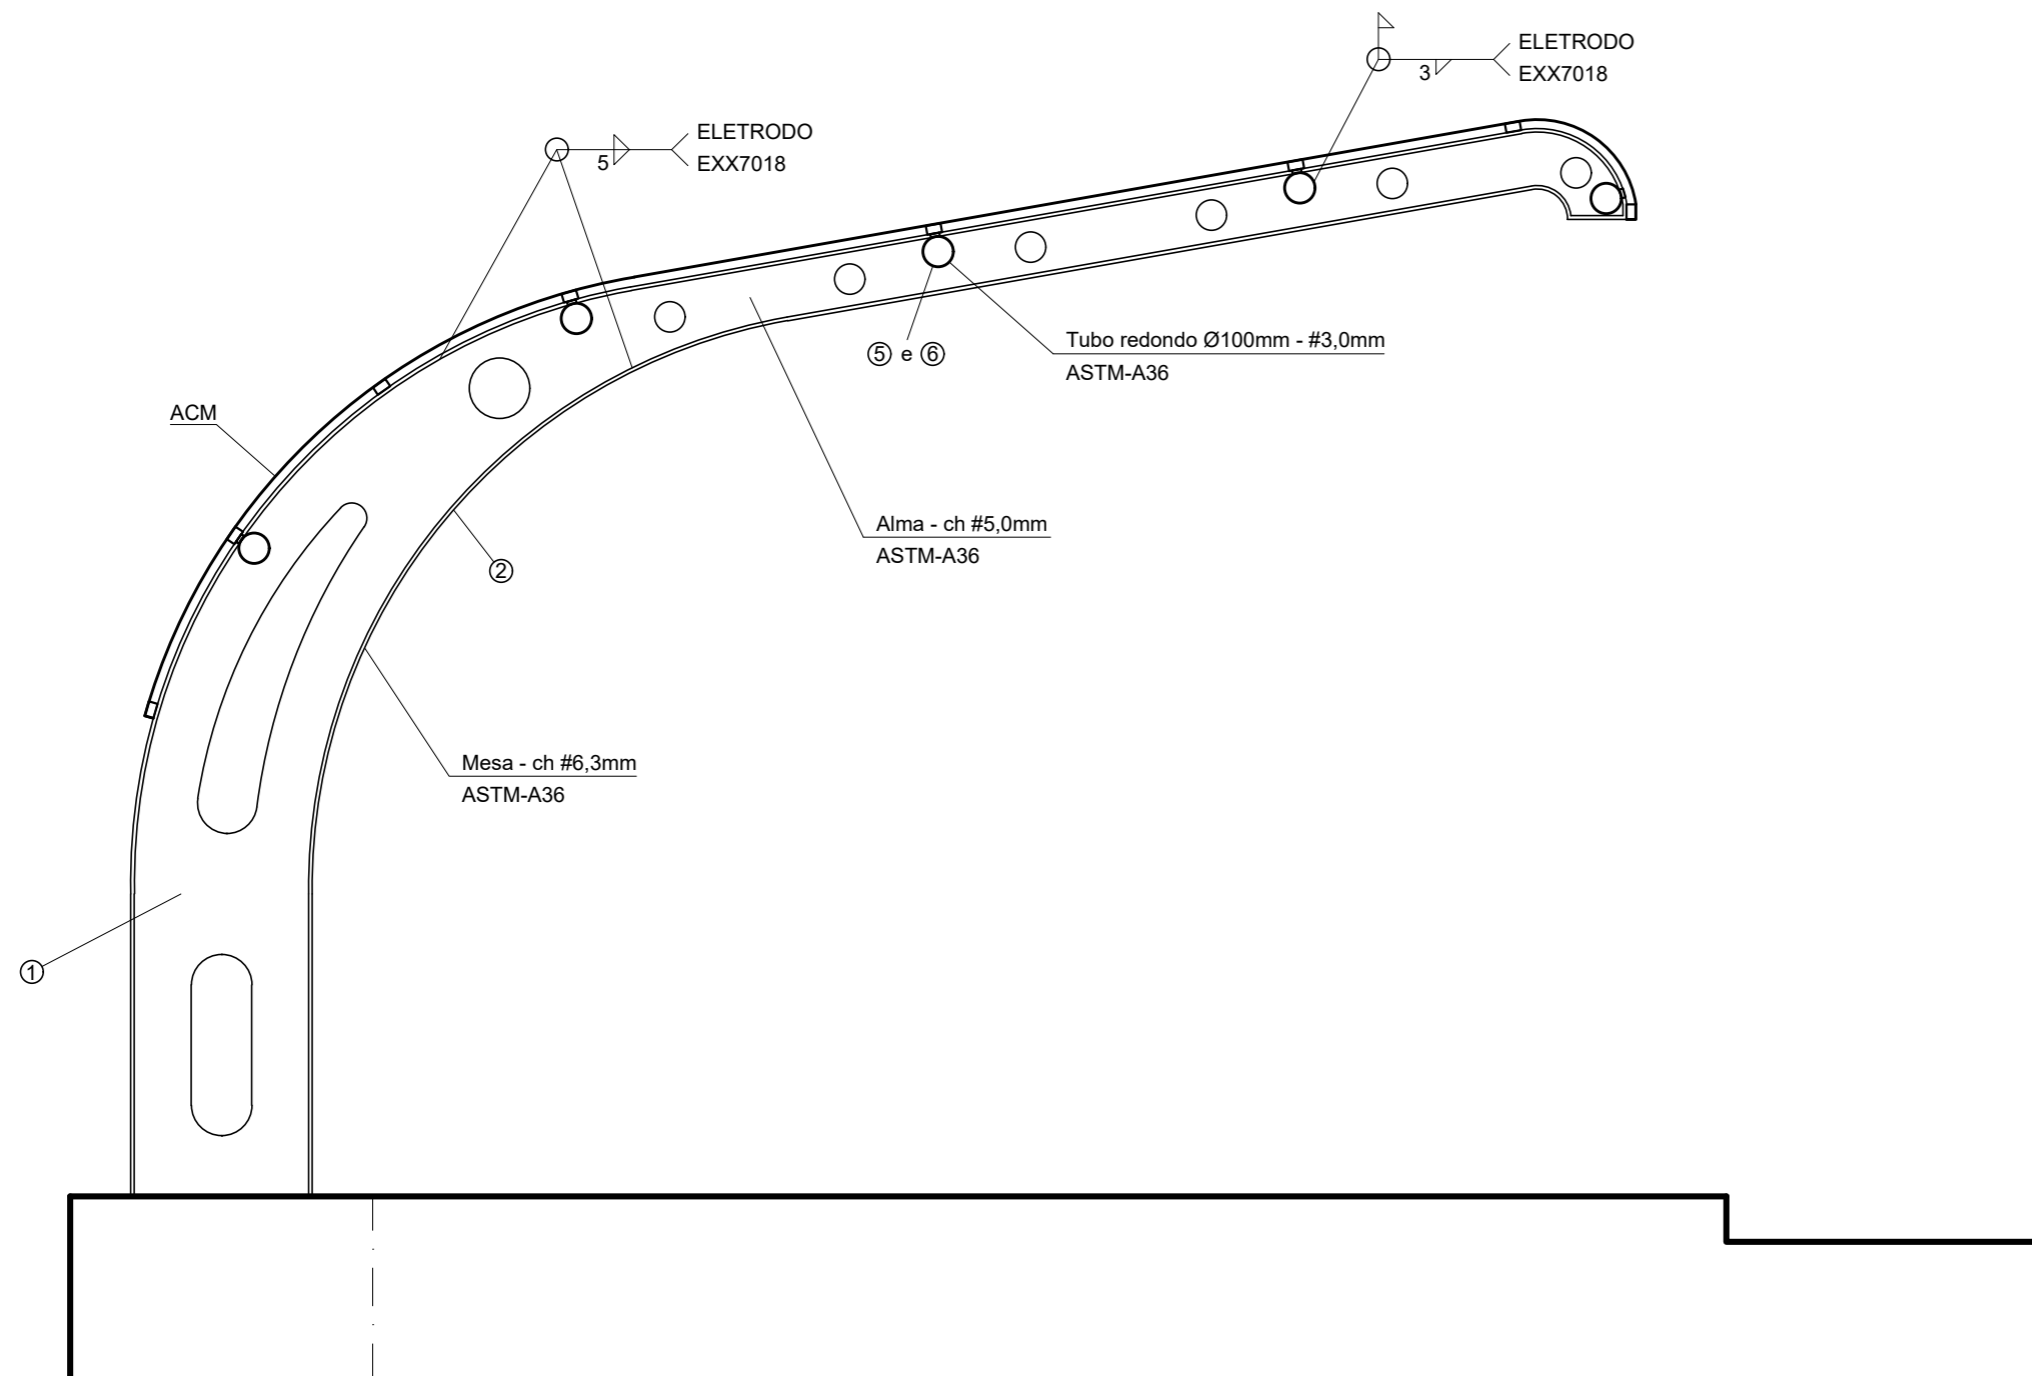 ELETRODO
3
EXX7018
ELETRODO
5
EXX7018
Tubo redondo Ø100mm - #3,0mm
ASTM-A36
⑤ e ⑥
ACM
Alma - ch #5,0mm
ASTM-A36
②
Mesa - ch #6,3mm
ASTM-A36
①